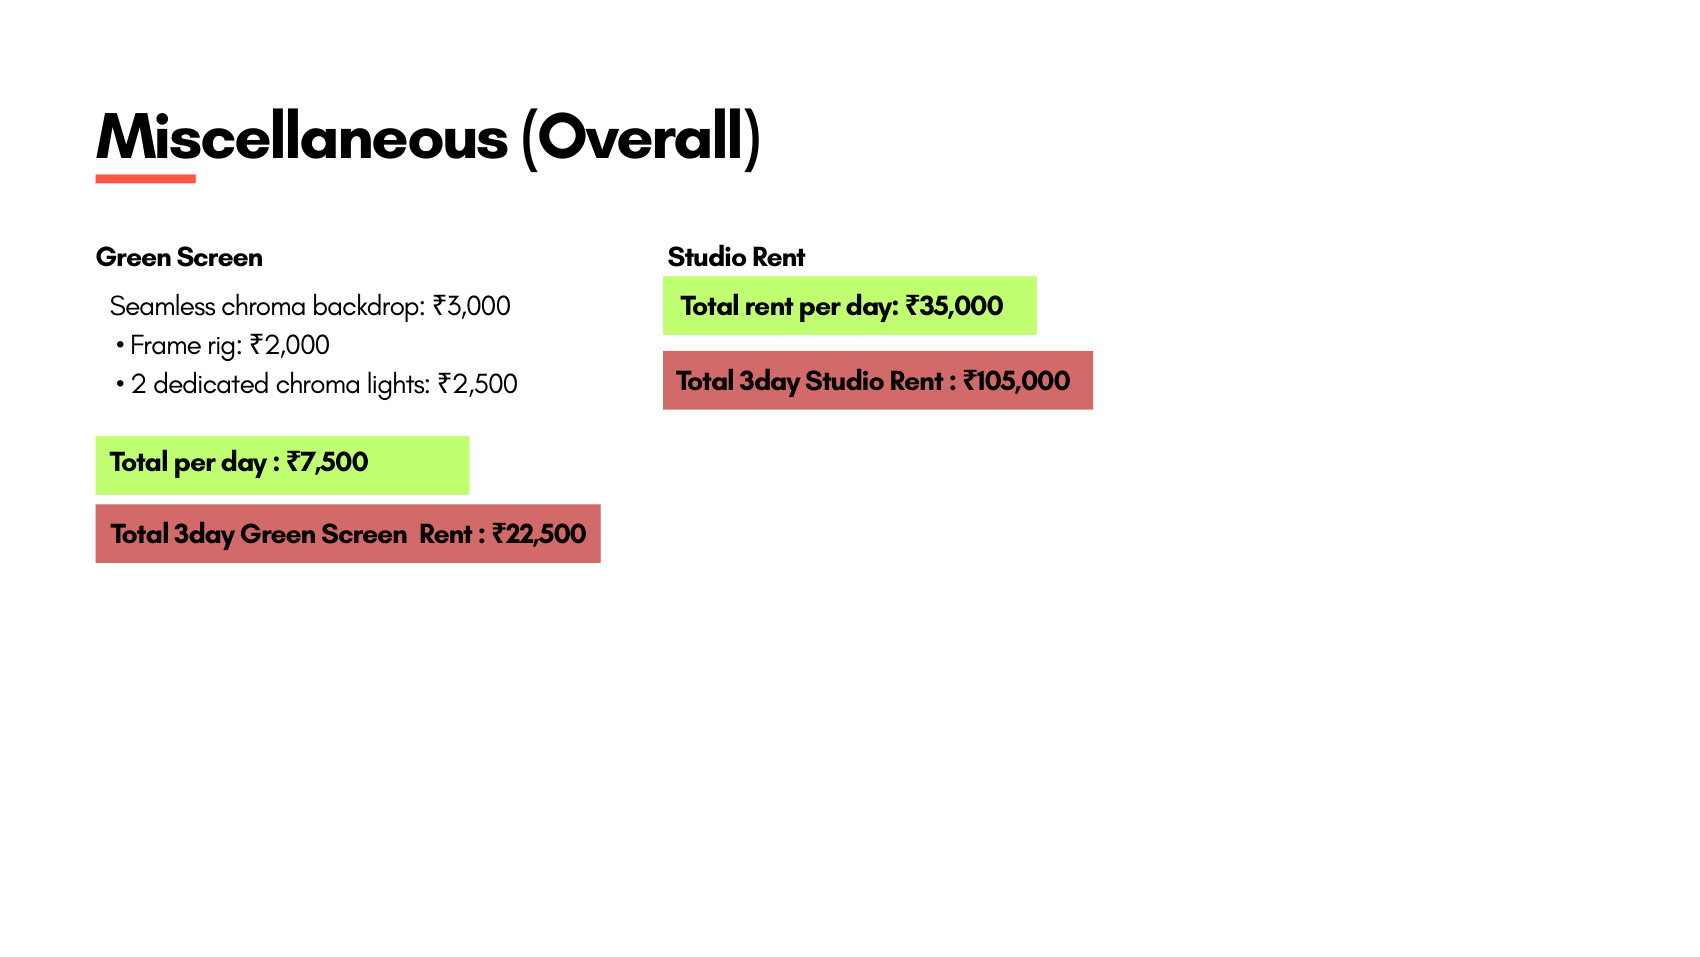 Miscellaneous (Overall)
Green Screen
Seamless chroma backdrop: ₹3,000
• Frame rig: ₹2,000
• 2 dedicated chroma lights: ₹2,500
Total per day : ₹7,500
Total 3day Green Screen  Rent : ₹22,500
Studio Rent
Total rent per day: ₹35,000
Total 3day Studio Rent : ₹105,000